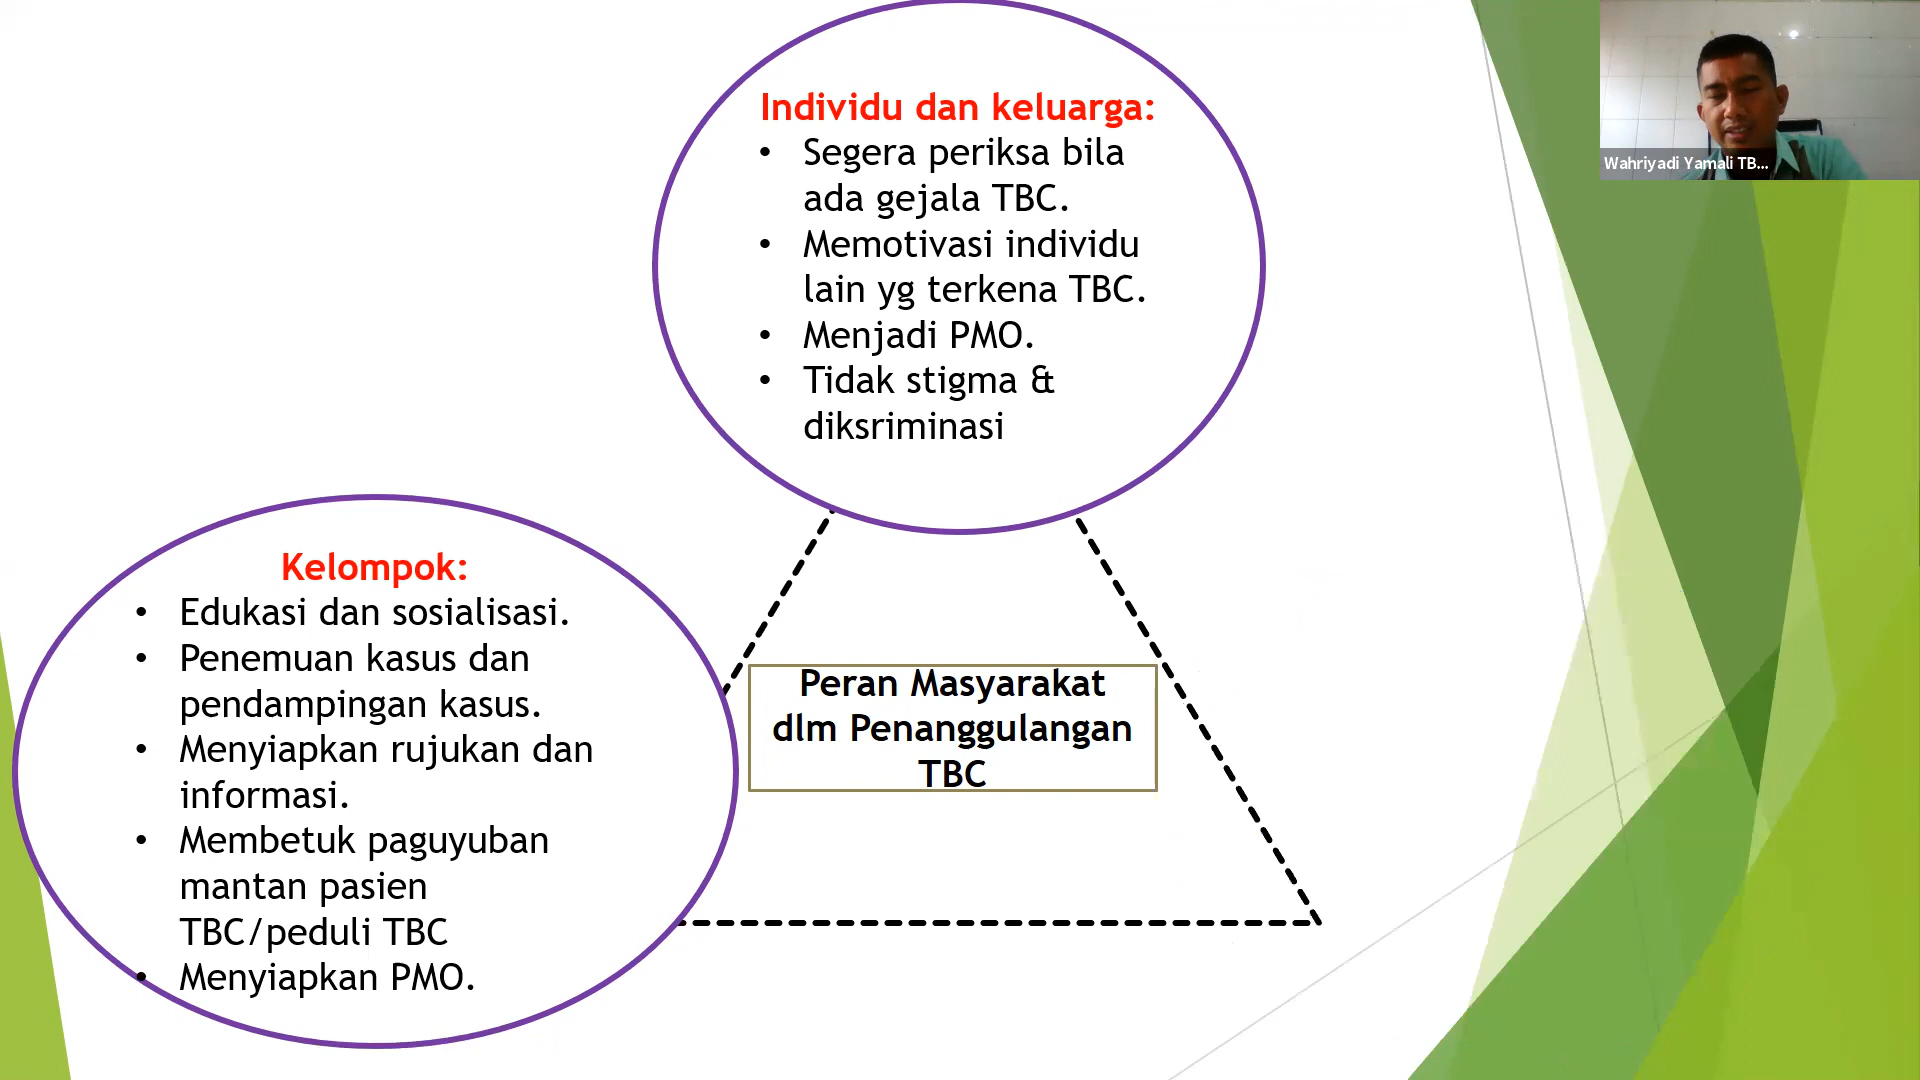 Individu dan keluarga:
• Segera periksa bila
ada gejala TBC.
• Memotivasi individu
lain yg terkena TBC.
• Menjadi PMO.
• Tidak stigma &
diksriminasi
Kelompok:
• Edukasi dan sosialisasi.
• Penemuan kasus dan
pendampingan kasus.
• Menyiapkan rujukan dan
informasi.
• Membetuk paguyuban
mantan pasien
TBC/peduli TBC
• Menyiapkan PMO.
Peran Masyarakat
dlm Penanggulangan
TBC
Wahriyadi Yamali TB...